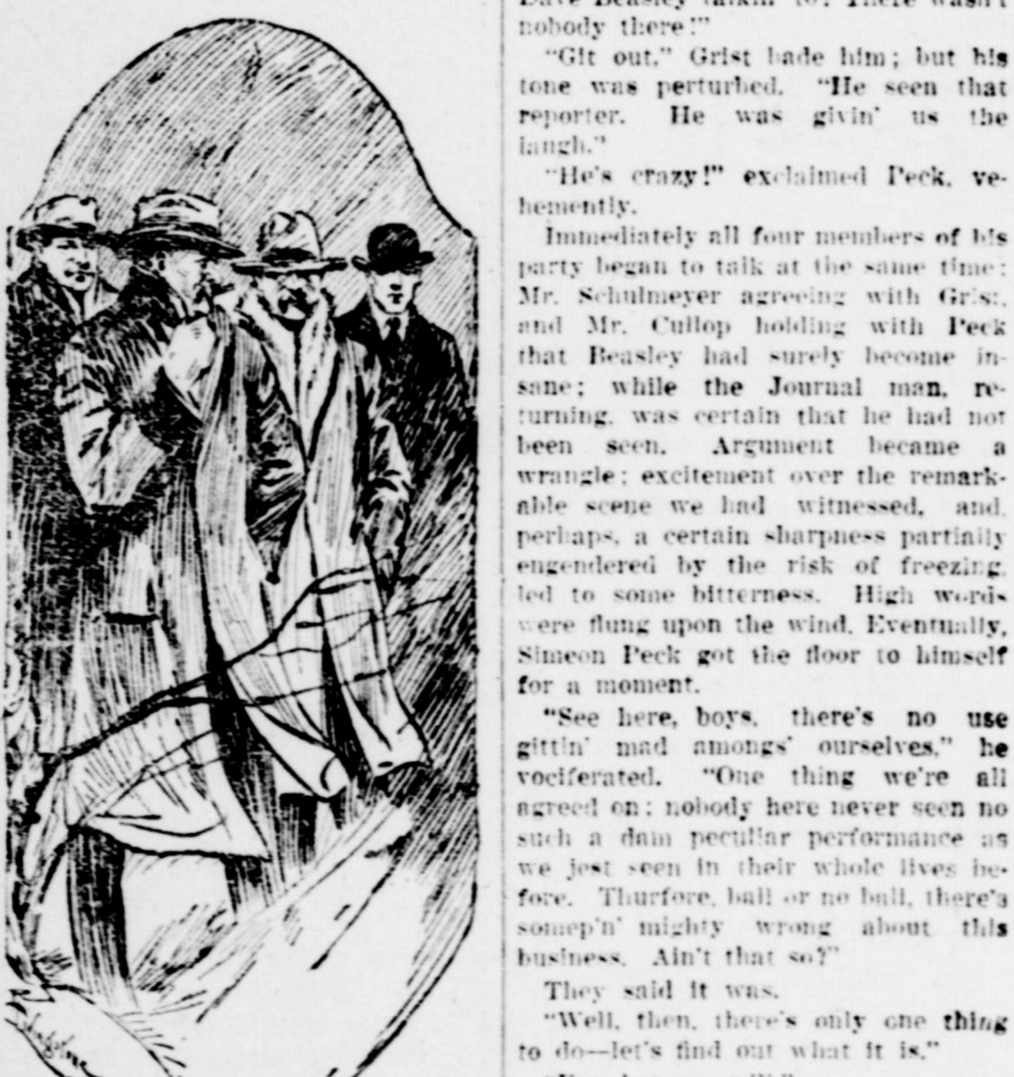 Dave Beasley talkin' to? There wasn't
nobody there!"
"Git out," Grist bade him; but his
tone was perturbed. "He seen that
reporter. He was givin' us the
laugh."
"He's crazy!" exclaimed Peck, ve-
hemently.
Immediately all four members of his
party began to talk at the same time:
Mr. Schulmeyer agreeing with Grist,
and Mr. Cullop holding with Peck
that Beasley had surely become in-
sane; while the Journal man, re-
turning, was certain that he had not
been seen. Argument became a
wrangle; excitement over the remark-
able scene we had witnessed, and,
perhaps, a certain sharpness partially
engendered by the risk of freezing,
led to some bitterness. High words
were flung upon the wind. Eventually,
Simeon Peck got the floor to himself
for a moment.
"See here, boys, there's no use
gittin' mad amongs' ourselves," he
vociferated. "One thing we're all
agreed on: nobody here never seen no
such a dam peculiar performance as
we jest seen in their whole lives be-
fore. Thurfore, ball or no ball, there's
somep'n' mighty wrong about this
business. Ain't that so?"
They said it was.
"Well, then, there's only one thing
to do—let's find out what it is."